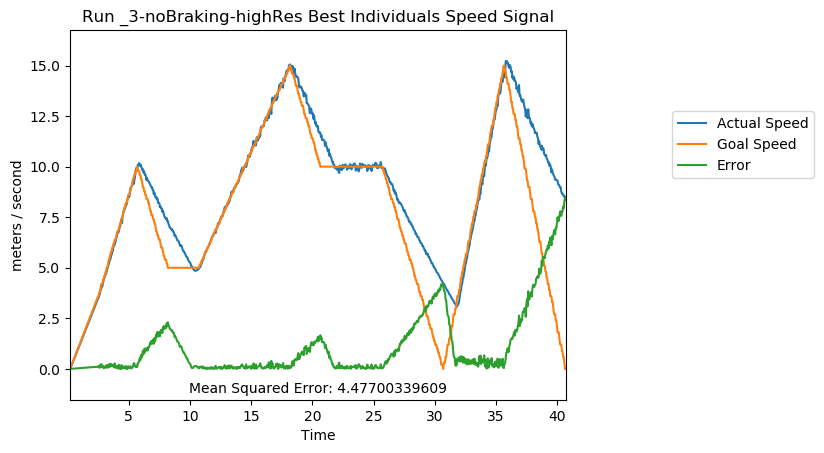 Run _3-noBraking-highRes Best Individuals Speed Signal
meters / second
15.0
12.5
10.0
7.5
5.0
2.5
0.0
Actual Speed
Goal Speed
Error
Mean Squared Error: 4.47700339609
5 10 15 20 25 30 35 40
Time